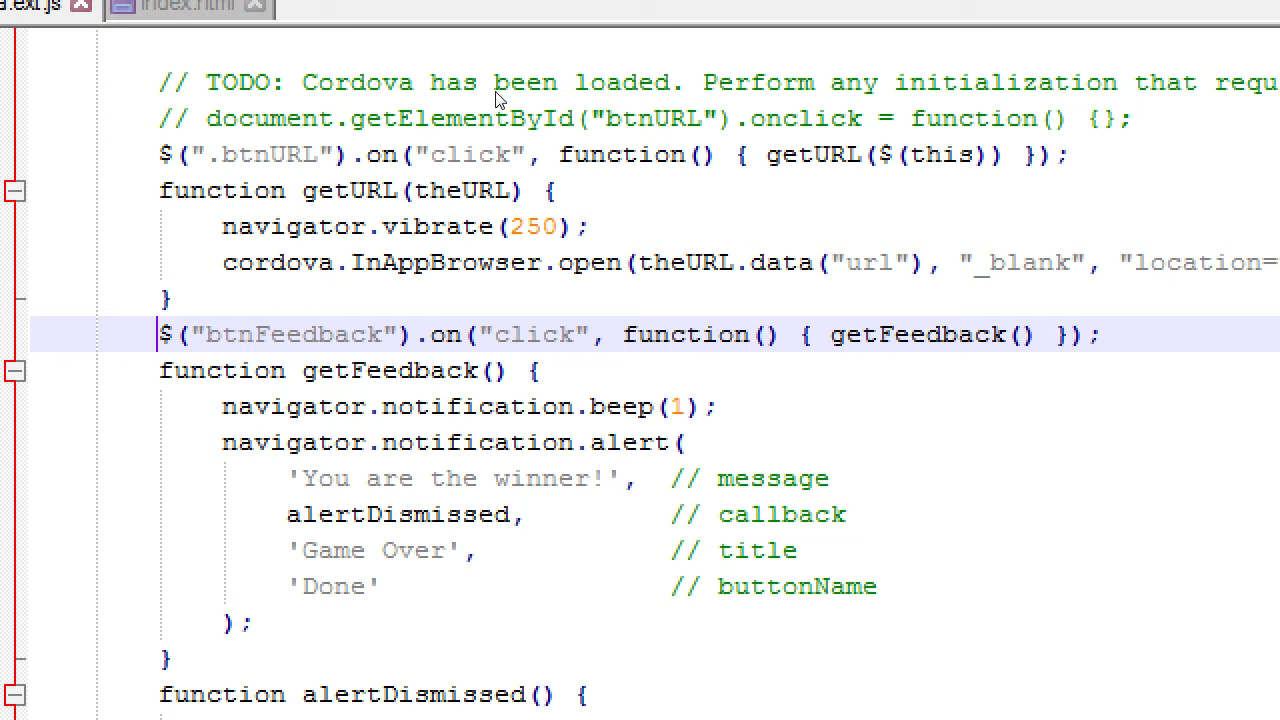 index.html
// TODO: Cordova has been loaded. Perform any initialization that requ
// document.getElementById("btnURL").onclick = function() {};
$(".btnURL").on("click", function() { getURL($(this)) });
function getURL(theURL) {
navigator.vibrate(250);
cordova.InAppBrowser.open(theURL.data("url"), "_blank", "location=
}
$("btnFeedback").on("click", function() { getFeedback() });
function getFeedback() {
navigator.notification.beep(1);
navigator.notification.alert(
'You are the winner!', // message
alertDismissed, // callback
'Game Over', // title
'Done' // buttonName
);
}
function alertDismissed() {